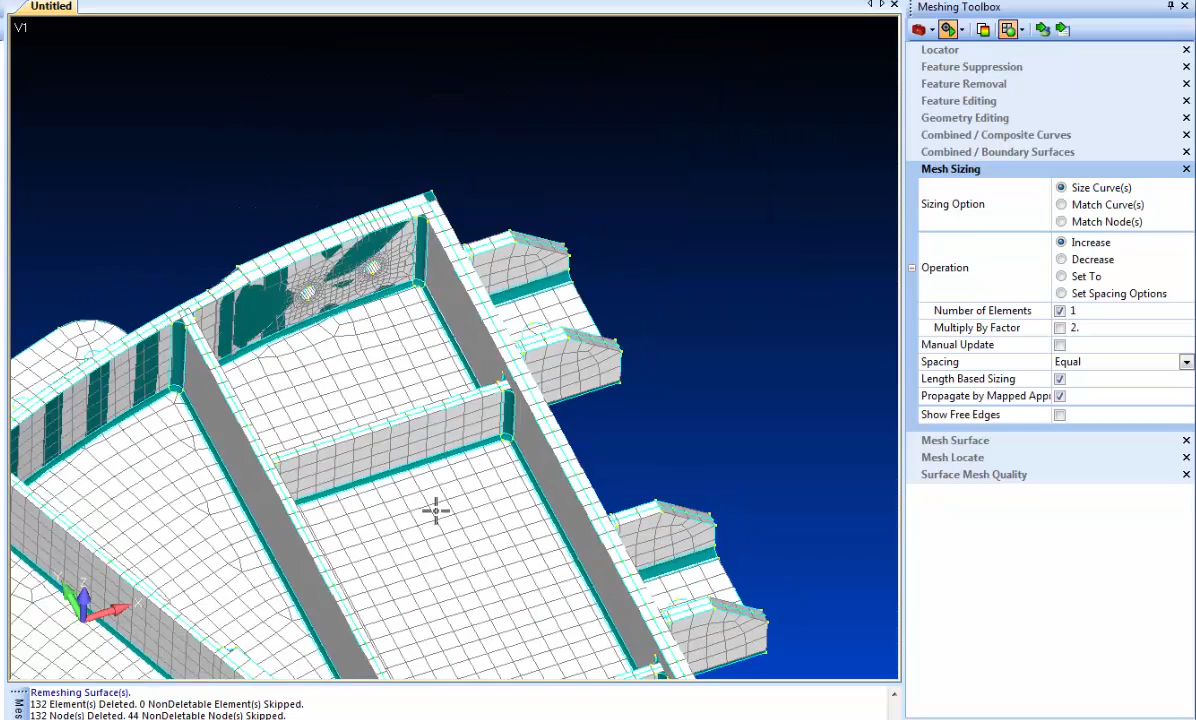 Untitled
Meshing Toolbox
V1
Locator
Feature Suppression
Feature Removal
Feature Editing
Geometry Editing
Combined / Composite Curves
Combined / Boundary Surfaces
Mesh Sizing
Sizing Option
Size Curve(s)
Match Curve(s)
Match Node(s)
Operation
Increase
Decrease
Set To
Set Spacing Options
Number of Elements 1
Multiply By Factor 2.
Manual Update
Spacing Equal
Length Based Sizing
Propagate by Mapped Appr
Show Free Edges
Mesh Surface
Mesh Locate
Surface Mesh Quality
Z
Remeshing Surface(s).
132 Element(s) Deleted. 0 NonDeletable Element(s) Skipped.
132 Node(s) Deleted. 44 NonDeletable Node(s) Skipped.
Mes